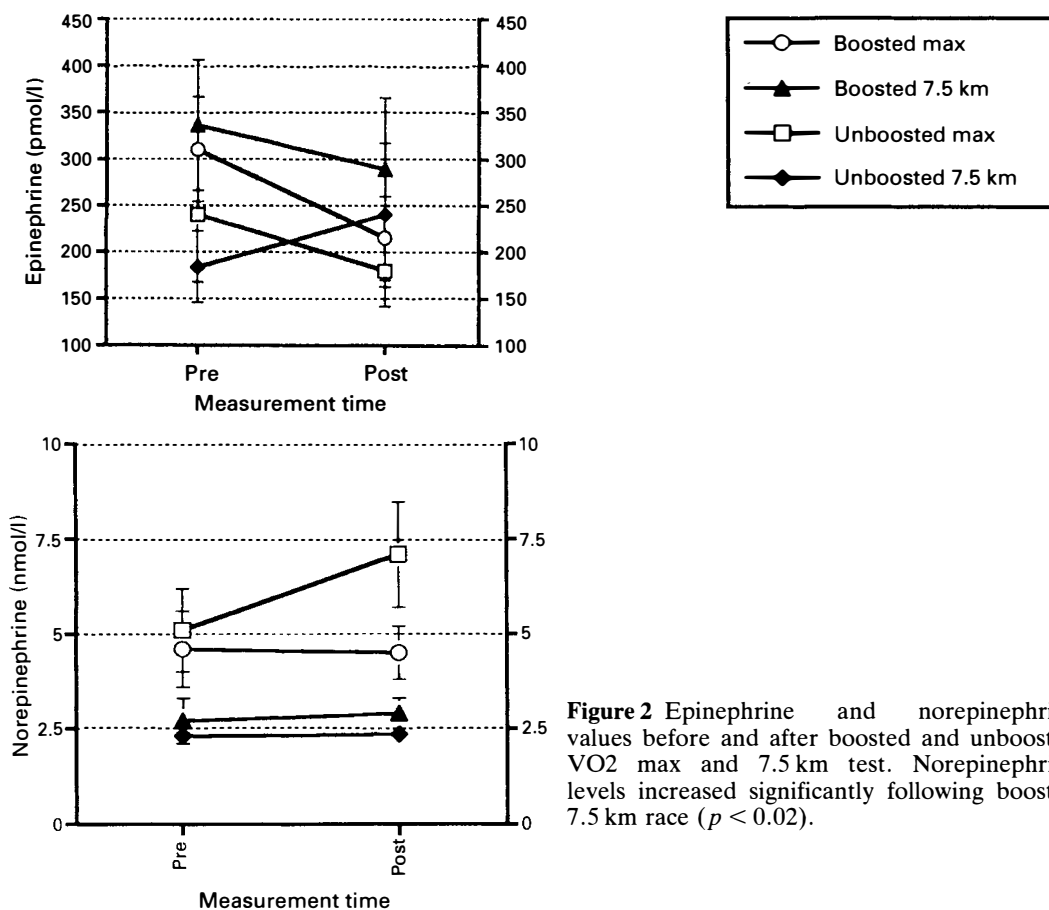 450
400
350
300
250
200
150
100
Epinephrine (pmol/l)
450
400
350
300
250
200
150
100
Pre Post
Measurement time
Boosted max
Boosted 7.5 km
Unboosted max
Unboosted 7.5 km
10
7.5
5
2.5
0
Norepinephrine (nmol/l)
10
7.5
5
2.5
0
Pre Post
Measurement time
Figure 2 Epinephrine and norepinephri
values before and after boosted and unboost
VO2 max and 7.5 km test. Norepinephri
levels increased significantly following boost
7.5 km race (p < 0.02).